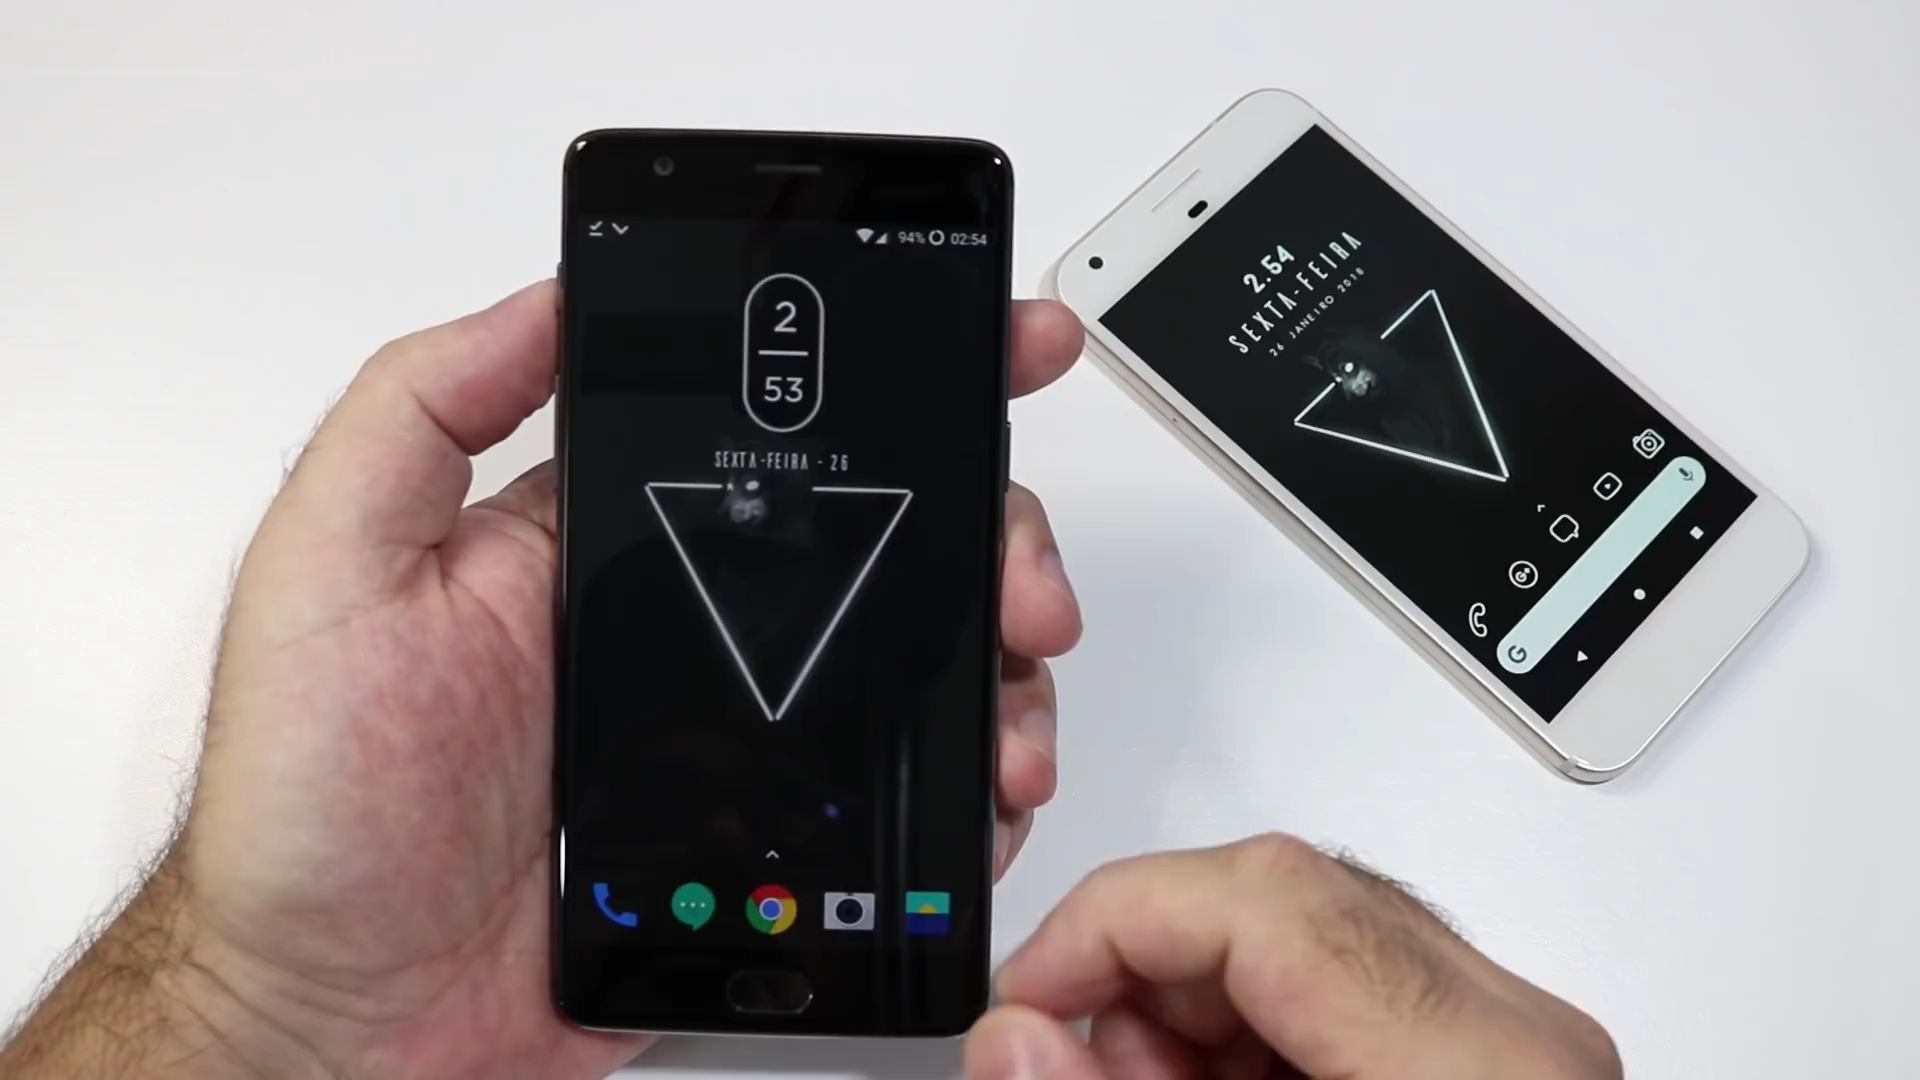 94% 02:54
2
53
SEXTA-FEIRA - 26
2.54
SEXTA-FEIRA
26 JANEIRO 2018
G+
G